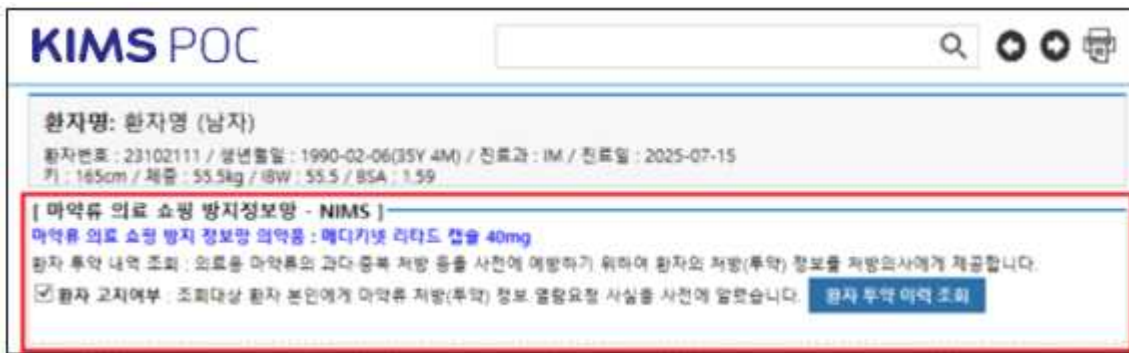 KIMS POC
환자명: 환자명 (남자)
환자번호 : 23102111 / 생년월일 : 1990-02-06(35Y 4M) / 진료과 : IM / 진료일 : 2025-07-15
키 : 165cm / 체중 : 55.5kg / IBW : 55.5 / BSA : 1.59
[ 마약류 의료 쇼핑 방지정보망 - NIMS ]
마약류 의료 쇼핑 방지 정보망 의약품 : 메디키넷 리타드 캡슐 40mg
환자 투약 내역 조회 : 의료용 마약류의 과다·중복 처방 등을 사전에 예방하기 위하여 환자의 처방(투약) 정보를 처방의사에게 제공합니다.
환자 고지여부 : 조회대상 환자 본인에게 마약류 처방(투약) 정보 열람요청 사실을 사전에 알렸습니다. 환자 투약 이력 조회